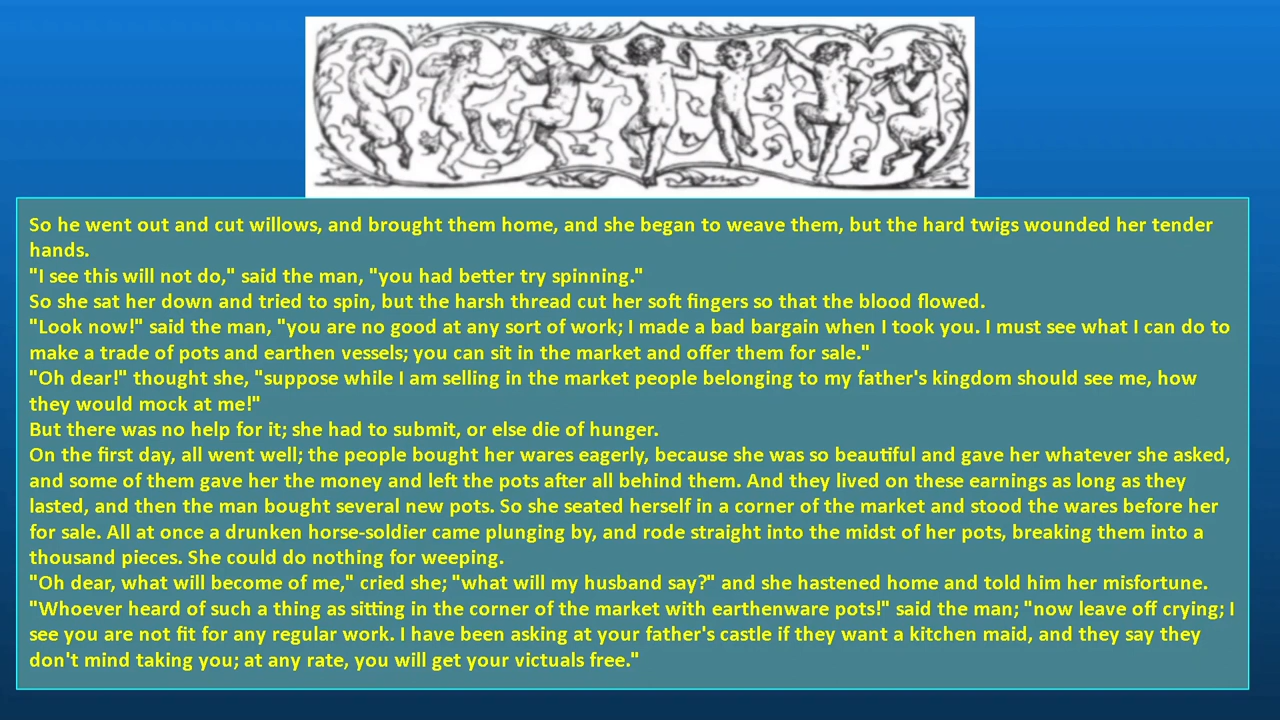 So he went out and cut willows, and brought them home, and she began to weave them, but the hard twigs wounded her tender
hands.
"I see this will not do," said the man, "you had better try spinning."
So she sat her down and tried to spin, but the harsh thread cut her soft fingers so that the blood flowed.
"Look now!" said the man, "you are no good at any sort of work; I made a bad bargain when I took you. I must see what I can do to
make a trade of pots and earthen vessels; you can sit in the market and offer them for sale."
"Oh dear!" thought she, "suppose while I am selling in the market people belonging to my father's kingdom should see me, how
they would mock at me!"
But there was no help for it; she had to submit, or else die of hunger.
On the first day, all went well; the people bought her wares eagerly, because she was so beautiful and gave her whatever she asked,
and some of them gave her the money and left the pots after all behind them. And they lived on these earnings as long as they
lasted, and then the man bought several new pots. So she seated herself in a corner of the market and stood the wares before her
for sale. All at once a drunken horse-soldier came plunging by, and rode straight into the midst of her pots, breaking them into a
thousand pieces. She could do nothing for weeping.
"Oh dear, what will become of me," cried she; "what will my husband say?" and she hastened home and told him her misfortune.
"Whoever heard of such a thing as sitting in the corner of the market with earthenware pots!" said the man; "now leave off crying; I
see you are not fit for any regular work. I have been asking at your father's castle if they want a kitchen maid, and they say they
don't mind taking you; at any rate, you will get your victuals free."